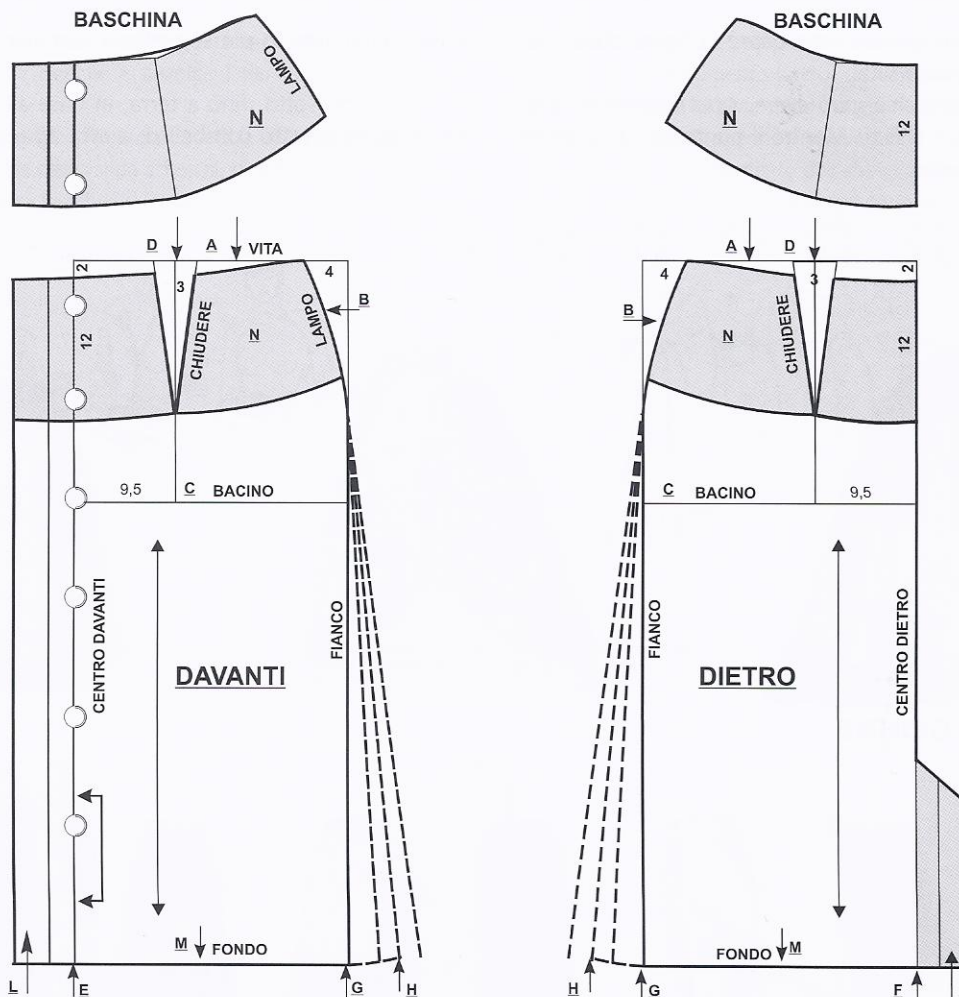 BASCHINA
BASCHINA
LAMPO
N
N
12
D
A
VITA
A
D
2
3
4
4
3
2
B
B
CHIUDERE
LAMPO
N
N
CHIUDERE
12
12
9,5
C
BACINO
C
BACINO
9,5
CENTRO DAVANTI
FIANCO
FIANCO
CENTRO DIETRO
DAVANTI
DIETRO
M
FONDO
FONDO
M
L
E
G
H
H
G
F